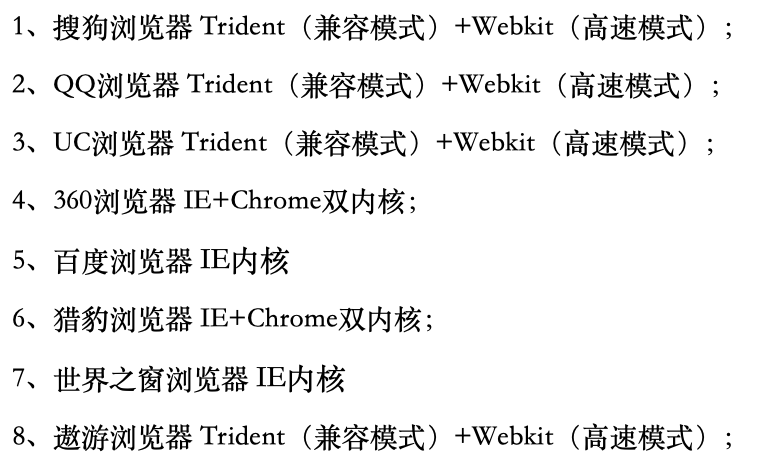 1、搜狗浏览器 Trident（兼容模式）+Webkit（高速模式）;
2、QQ浏览器 Trident（兼容模式）+Webkit（高速模式）;
3、UC浏览器 Trident（兼容模式）+Webkit（高速模式）;
4、360浏览器 IE+Chrome双内核;
5、百度浏览器 IE内核
6、猎豹浏览器 IE+Chrome双内核;
7、世界之窗浏览器 IE内核
8、遨游浏览器 Trident（兼容模式）+Webkit（高速模式）;